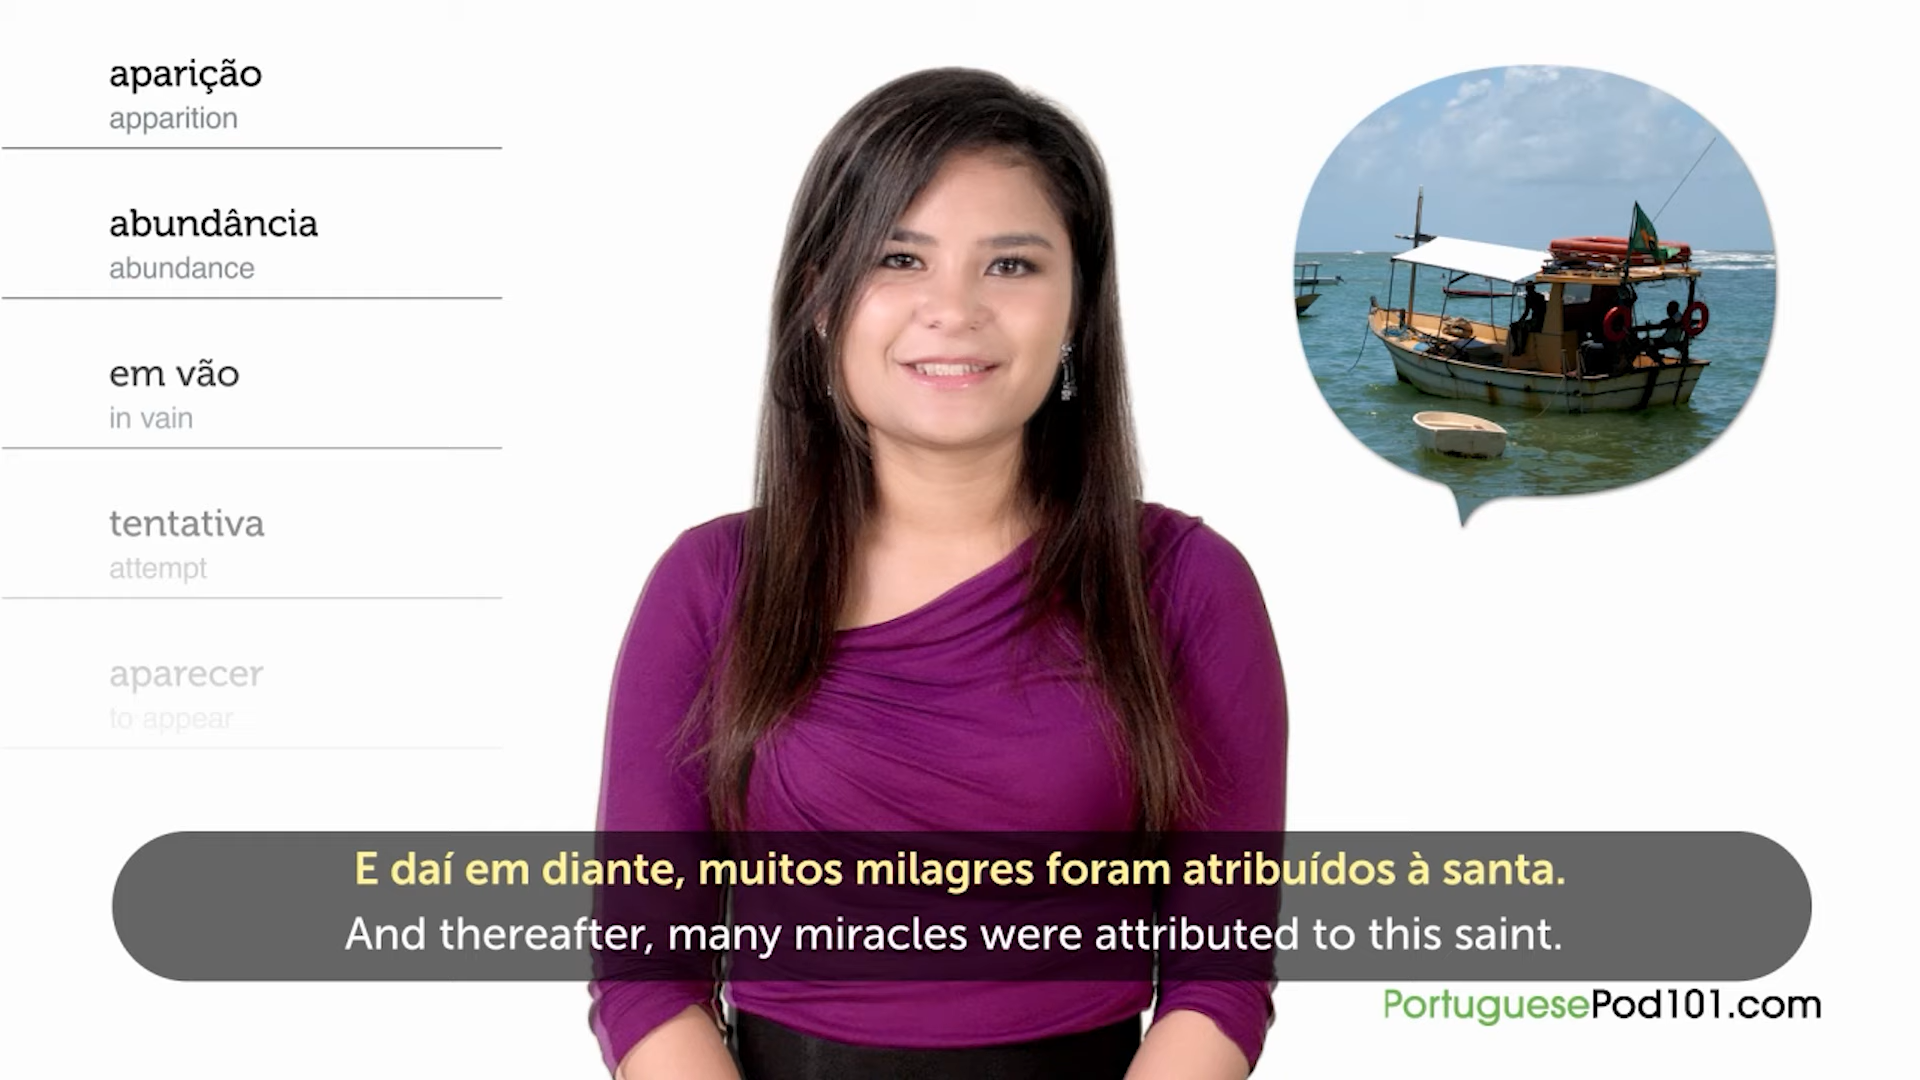 aparição
apparition
abundância
abundance
em vão
in vain
tentativa
attempt
aparecer
to appear
E daí em diante, muitos milagres foram atribuídos à santa.
And thereafter, many miracles were attributed to this saint.
PortuguesePod101.com